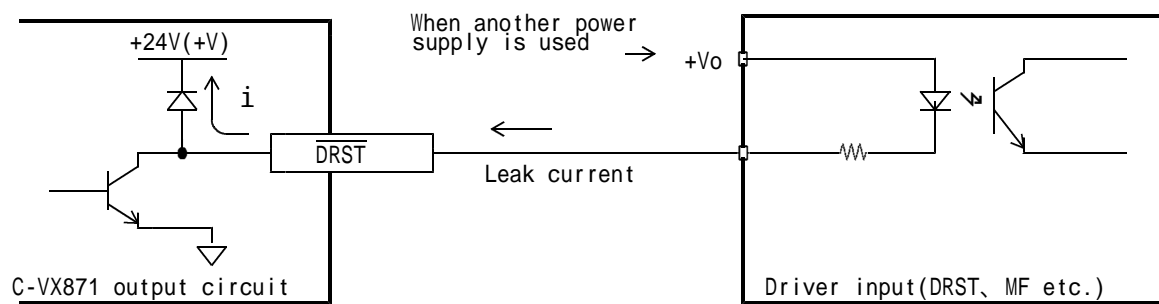 When another power
supply is used
+24V(+V)
+Vo
i
DRST
Leak current
C-VX871 output circuit
Driver input(DRST、MF etc.)